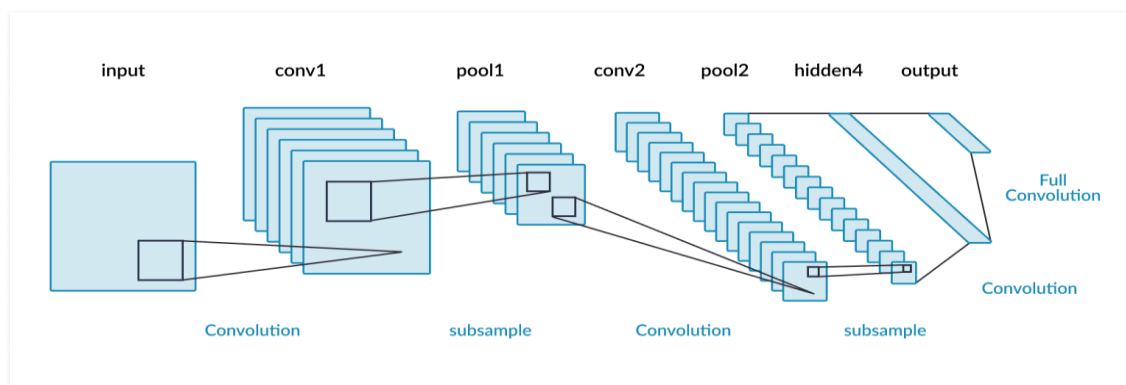 input conv1 pool1 conv2 pool2 hidden4 output
Full
Convolution
Convolution
Convolution subsample Convolution subsample